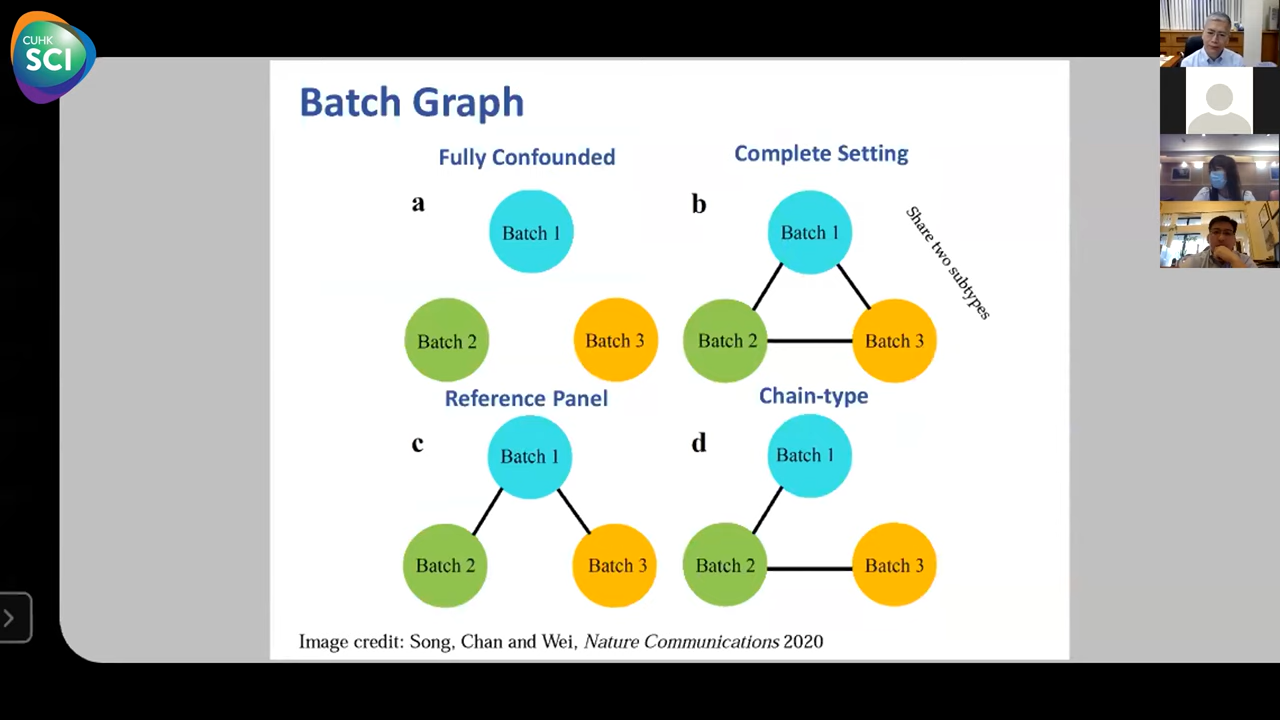 CUHK
SCI
Batch Graph
Fully Confounded
Complete Setting
a
Batch 1
Batch 2
Batch 3
b
Batch 1
Batch 2
Batch 3
Share two subtypes
Reference Panel
Chain-type
c
Batch 1
Batch 2
Batch 3
d
Batch 1
Batch 2
Batch 3
Image credit: Song, Chan and Wei, Nature Communications 2020